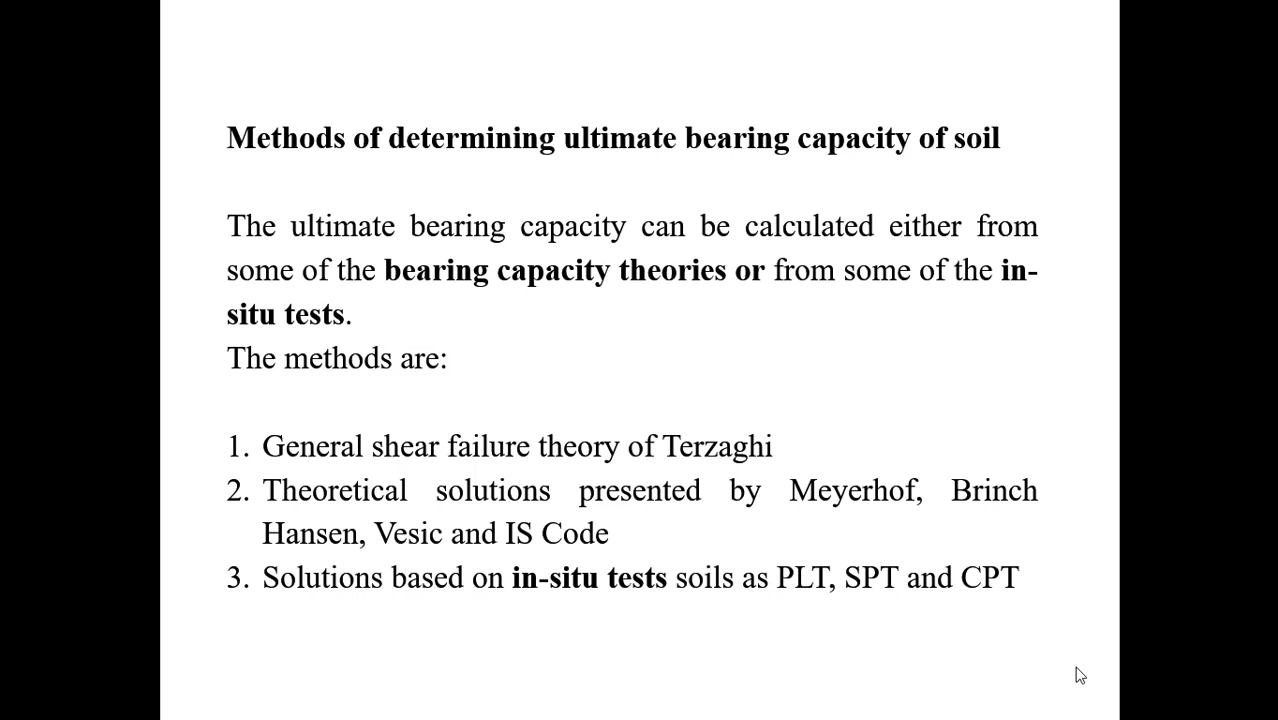 Methods of determining ultimate bearing capacity of soil
The ultimate bearing capacity can be calculated either from
some of the bearing capacity theories or from some of the in-
situ tests.
The methods are:
1. General shear failure theory of Terzaghi
2. Theoretical solutions presented by Meyerhof, Brinch
Hansen, Vesic and IS Code
3. Solutions based on in-situ tests soils as PLT, SPT and CPT